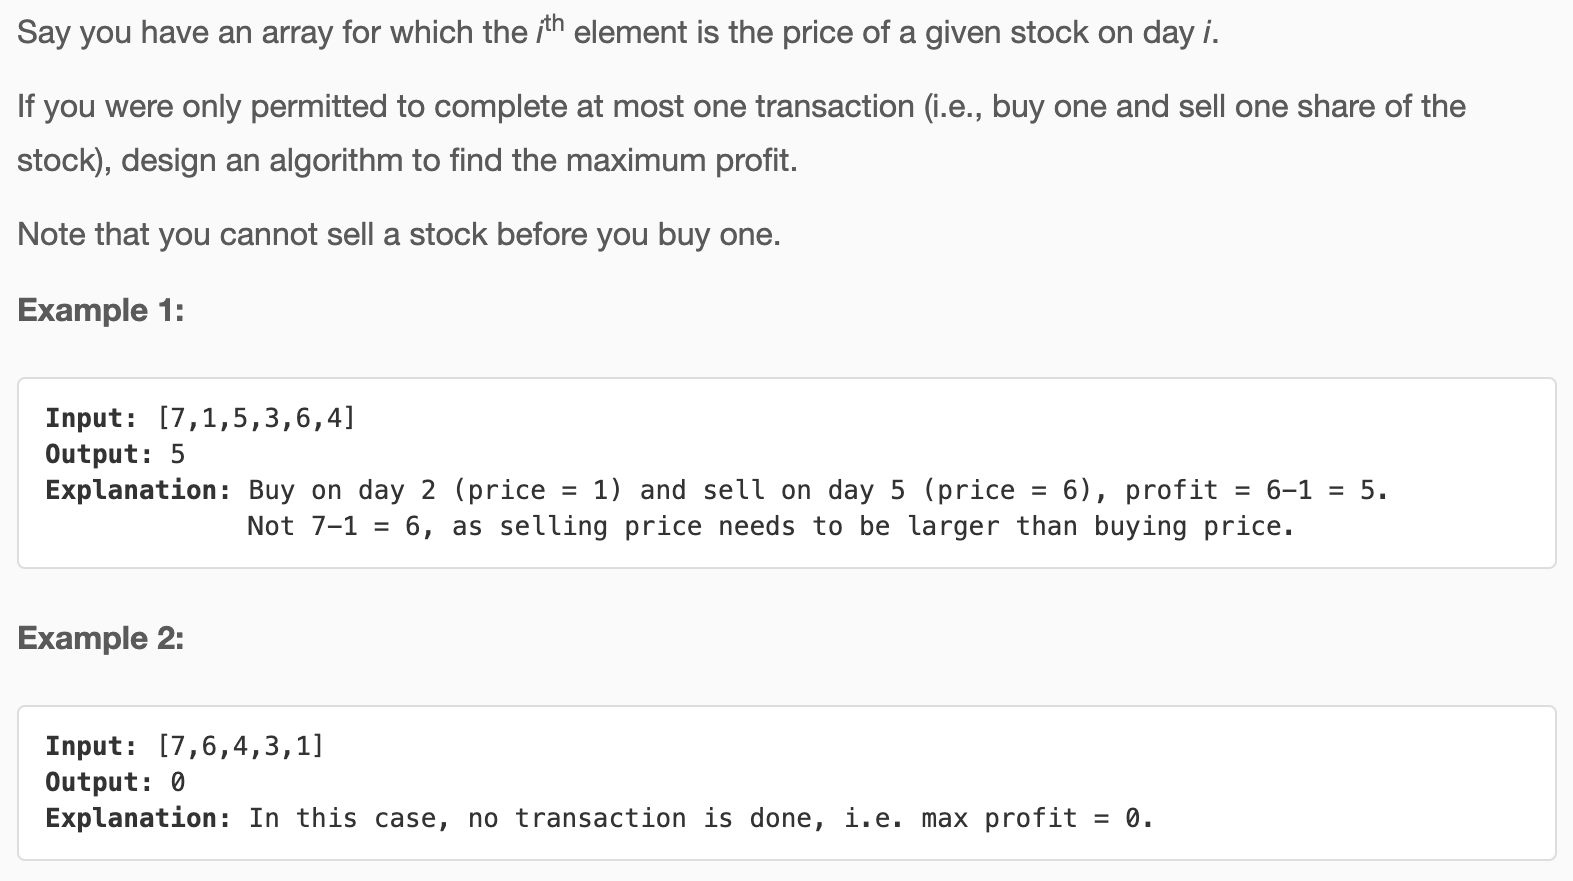 Say you have an array for which the ith element is the price of a given stock on day i.
If you were only permitted to complete at most one transaction (i.e., buy one and sell one share of the
stock), design an algorithm to find the maximum profit.
Note that you cannot sell a stock before you buy one.
Example 1:
Input: [7,1,5,3,6,4]
Output: 5
Explanation: Buy on day 2 (price = 1) and sell on day 5 (price = 6), profit = 6-1 = 5.
Not 7-1 = 6, as selling price needs to be larger than buying price.
Example 2:
Input: [7,6,4,3,1]
Output: 0
Explanation: In this case, no transaction is done, i.e. max profit = 0.